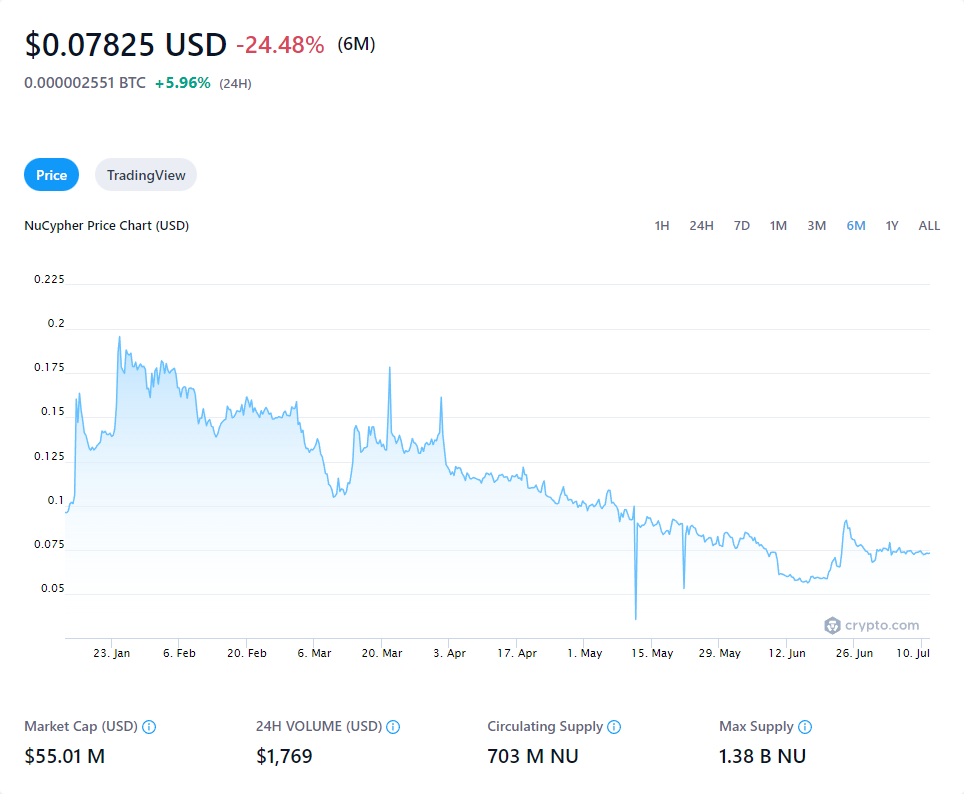 $0.07825 USD -24.48% (6M)
0.000002551 BTC +5.96% (24H)
Price TradingView
NuCypher Price Chart (USD) 1H 24H 7D 1M 3M 6M 1Y ALL
0.225
0.2
0.175
0.15
0.125
0.1
0.075
0.05
crypto.com
23. Jan 6. Feb 20. Feb 6. Mar 20. Mar 3. Apr 17. Apr 1. May 15. May 29. May 12. Jun 26. Jun 10. Jul
Market Cap (USD) 24H VOLUME (USD) Circulating Supply Max Supply
$55.01 M $1,769 703 M NU 1.38 B NU